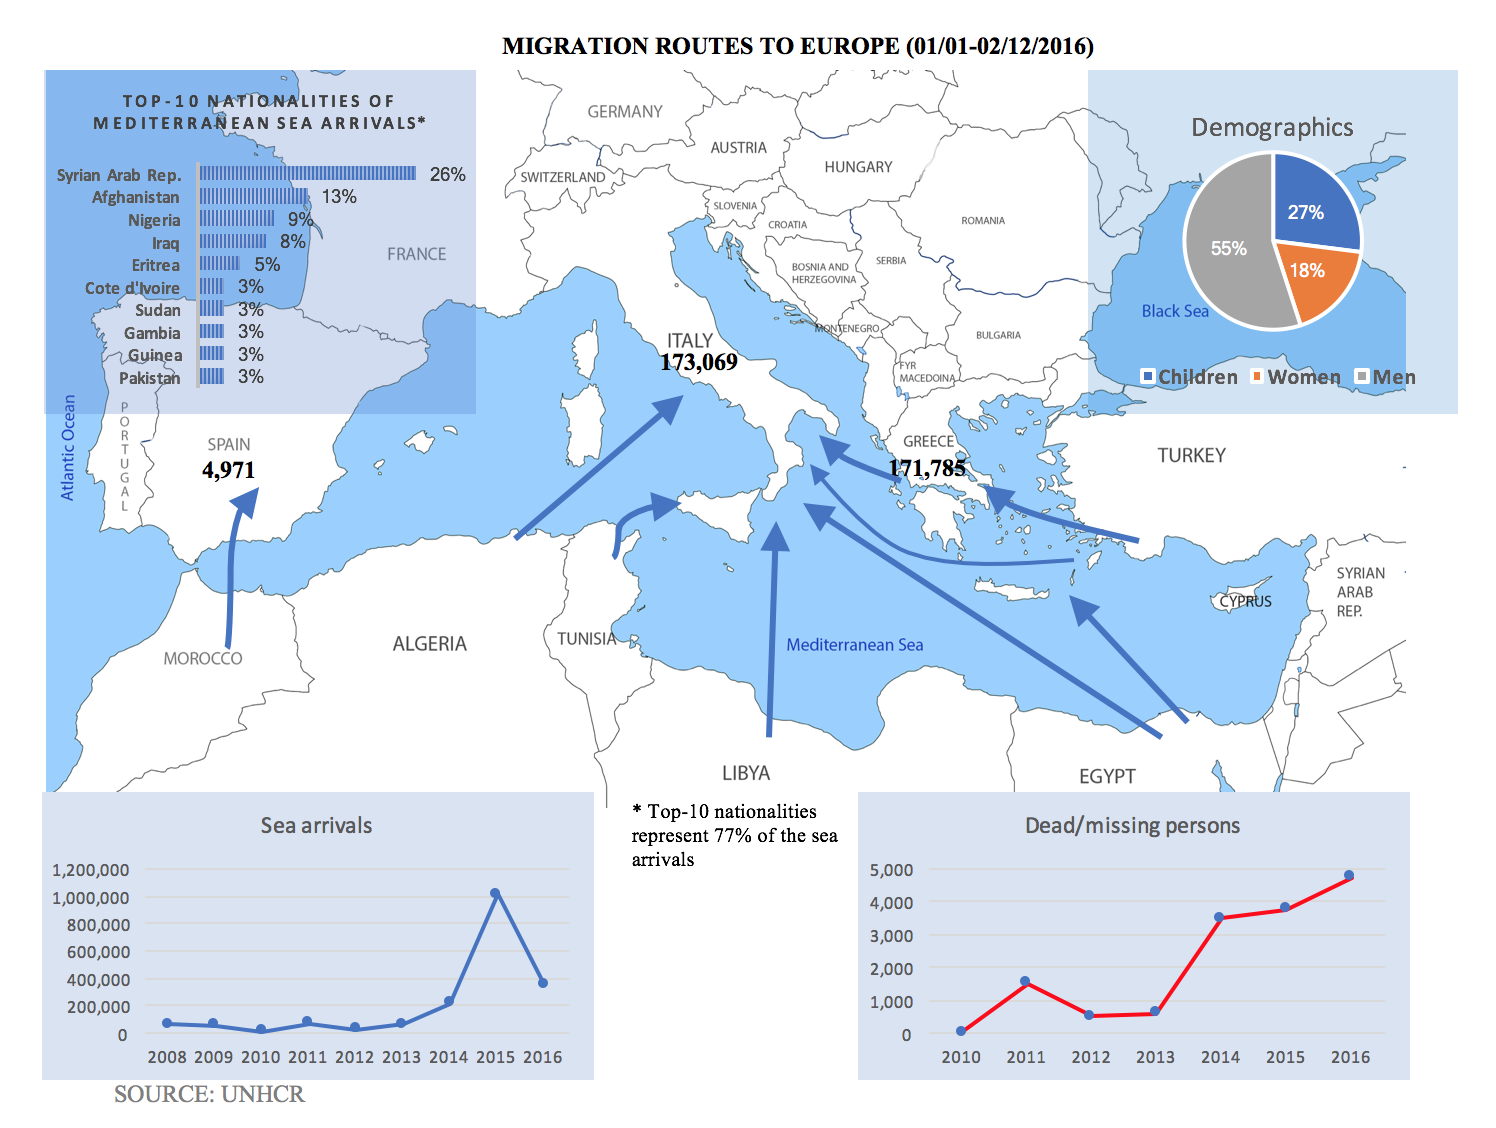 MIGRATION ROUTES TO EUROPE (01/01-02/12/2016)
TOP-10 NATIONALITIES OF
MEDITERRANEAN SEA ARRIVALS*
Syrian Arab Rep. 26%
Afghanistan 13%
Nigeria 9%
Iraq 8%
Eritrea 5%
Cote d'Ivoire 3%
Sudan 3%
Gambia 3%
Guinea 3%
Pakistan 3%
Demographics
27%
55%
18%
Children Women Men
GERMANY
AUSTRIA
HUNGARY
SWITZERLAND
SLOVENIA
CROATIA
ROMANIA
FRANCE
SERBIA
BOSNIA AND
HERZEGOVINA
Black Sea
MONTENEGRO
BULGARIA
ITALY
173,069
FYR
MACEDOINA
Atlantic Ocean
PORTUGAL
SPAIN
4,971
GREECE
171,785
TURKEY
SYRIAN
ARAB
REP.
CYPRUS
MOROCCO
ALGERIA
TUNISIA
Mediterranean Sea
LIBYA
EGYPT
* Top-10 nationalities
represent 77% of the sea
arrivals
Sea arrivals
1,200,000
1,000,000
800,000
600,000
400,000
200,000
0
2008 2009 2010 2011 2012 2013 2014 2015 2016
Dead/missing persons
5,000
4,000
3,000
2,000
1,000
0
2010 2011 2012 2013 2014 2015 2016
SOURCE: UNHCR